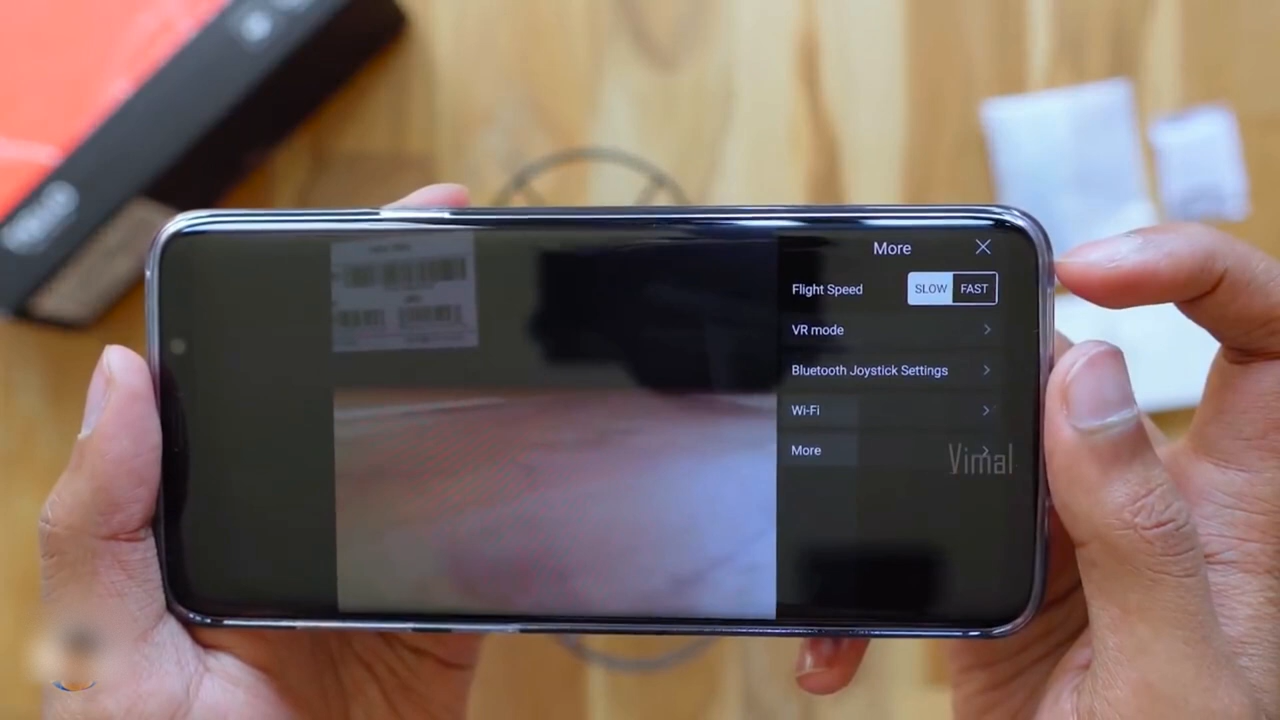 More
Flight Speed SLOW FAST
VR mode
Bluetooth Joystick Settings
Wi-Fi
More
Vimal